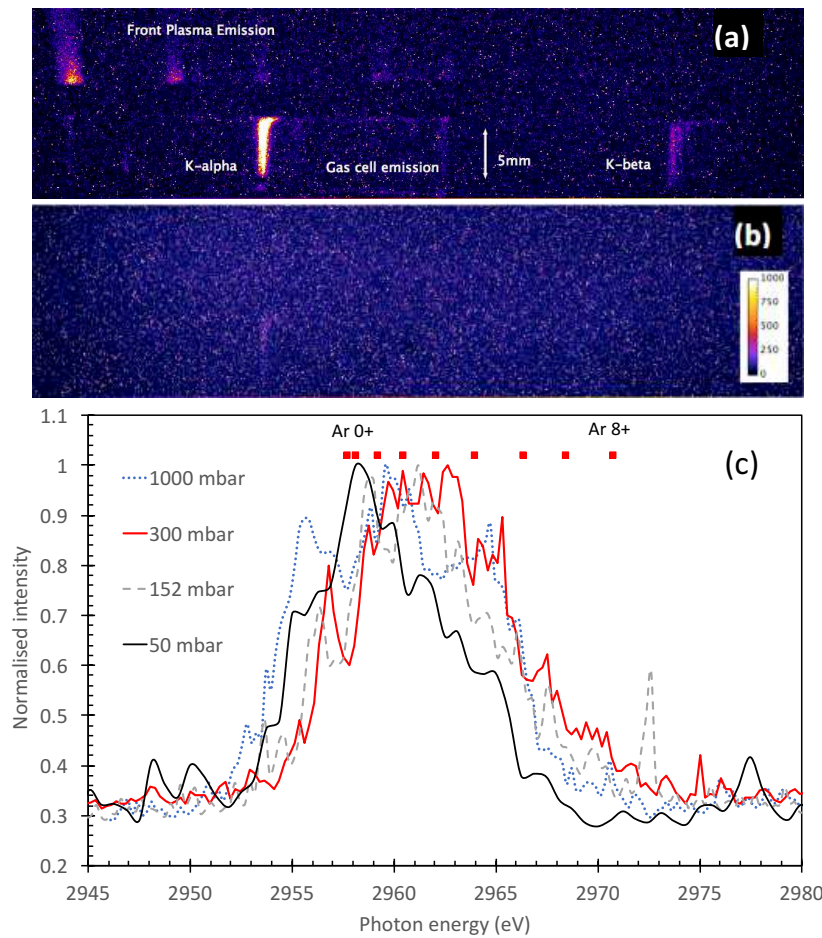 (a)
Front Plasma Emission
K-alpha
Gas cell emission
5mm
K-beta
(b)
1000
750
500
250
0
(c)
Ar 0+
Ar 8+
1000 mbar
300 mbar
152 mbar
50 mbar
Normalised intensity
1.1
1
0.9
0.8
0.7
0.6
0.5
0.4
0.3
0.2
2945 2950 2955 2960 2965 2970 2975 2980
Photon energy (eV)